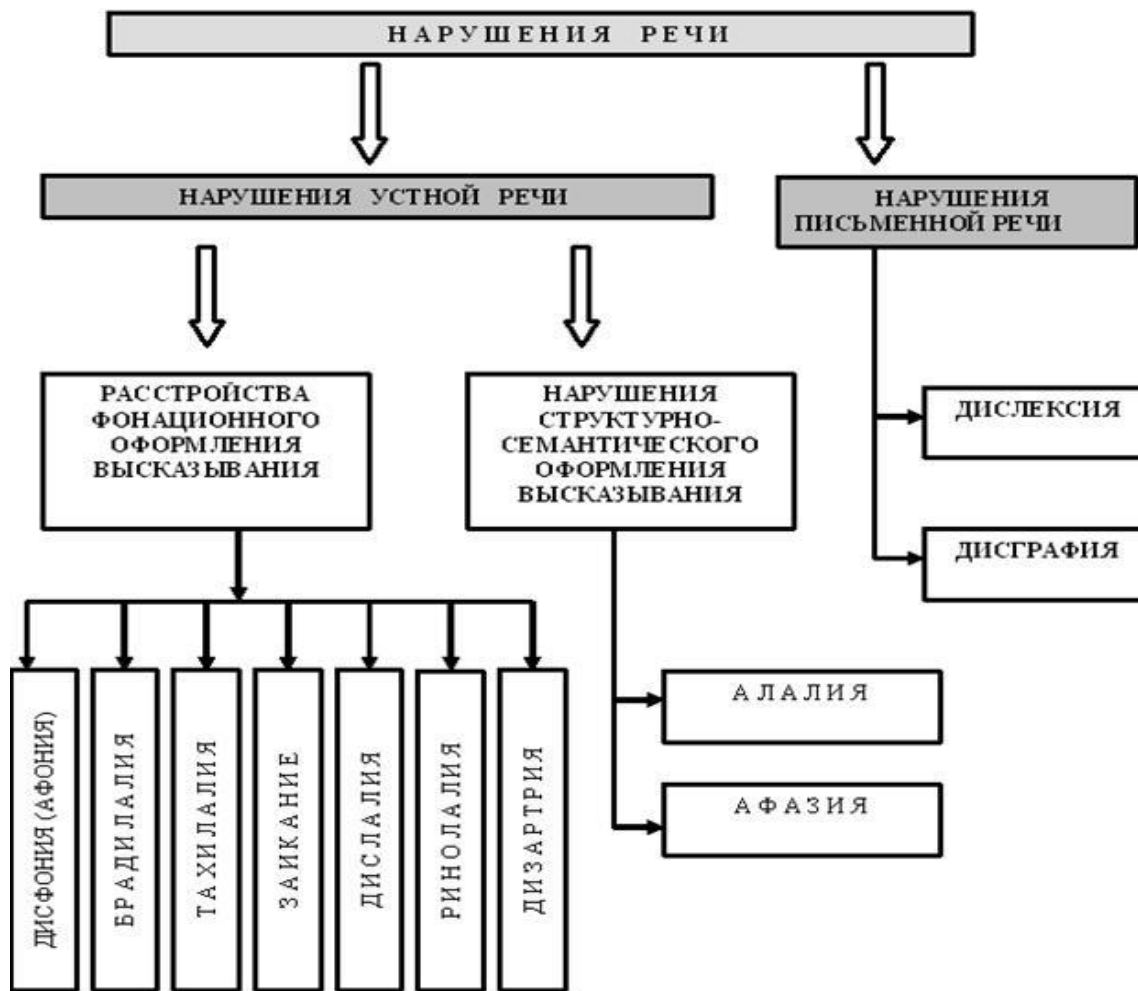 НАРУШЕНИЯ РЕЧИ
НАРУШЕНИЯ УСТНОЙ РЕЧИ
НАРУШЕНИЯ
ПИСЬМЕННОЙ РЕЧИ
РАССТРОЙСТВА
ФОНАЦИОННОГО
ОФОРМЛЕНИЯ
ВЫСКАЗЫВАНИЯ
НАРУШЕНИЯ
СТРУКТУРНО-
СЕМАНТИЧЕСКОГО
ОФОРМЛЕНИЯ
ВЫСКАЗЫВАНИЯ
ДИСЛЕКСИЯ
ДИСГРАФИЯ
ДИСФОНИЯ (АФОНИЯ)
БРАДИЛАЛИЯ
ТАХИЛАЛИЯ
ЗАИКАНИЕ
ДИСЛАЛИЯ
РИНОЛАЛИЯ
ДИЗАРТРИЯ
АЛАЛИЯ
АФАЗИЯ